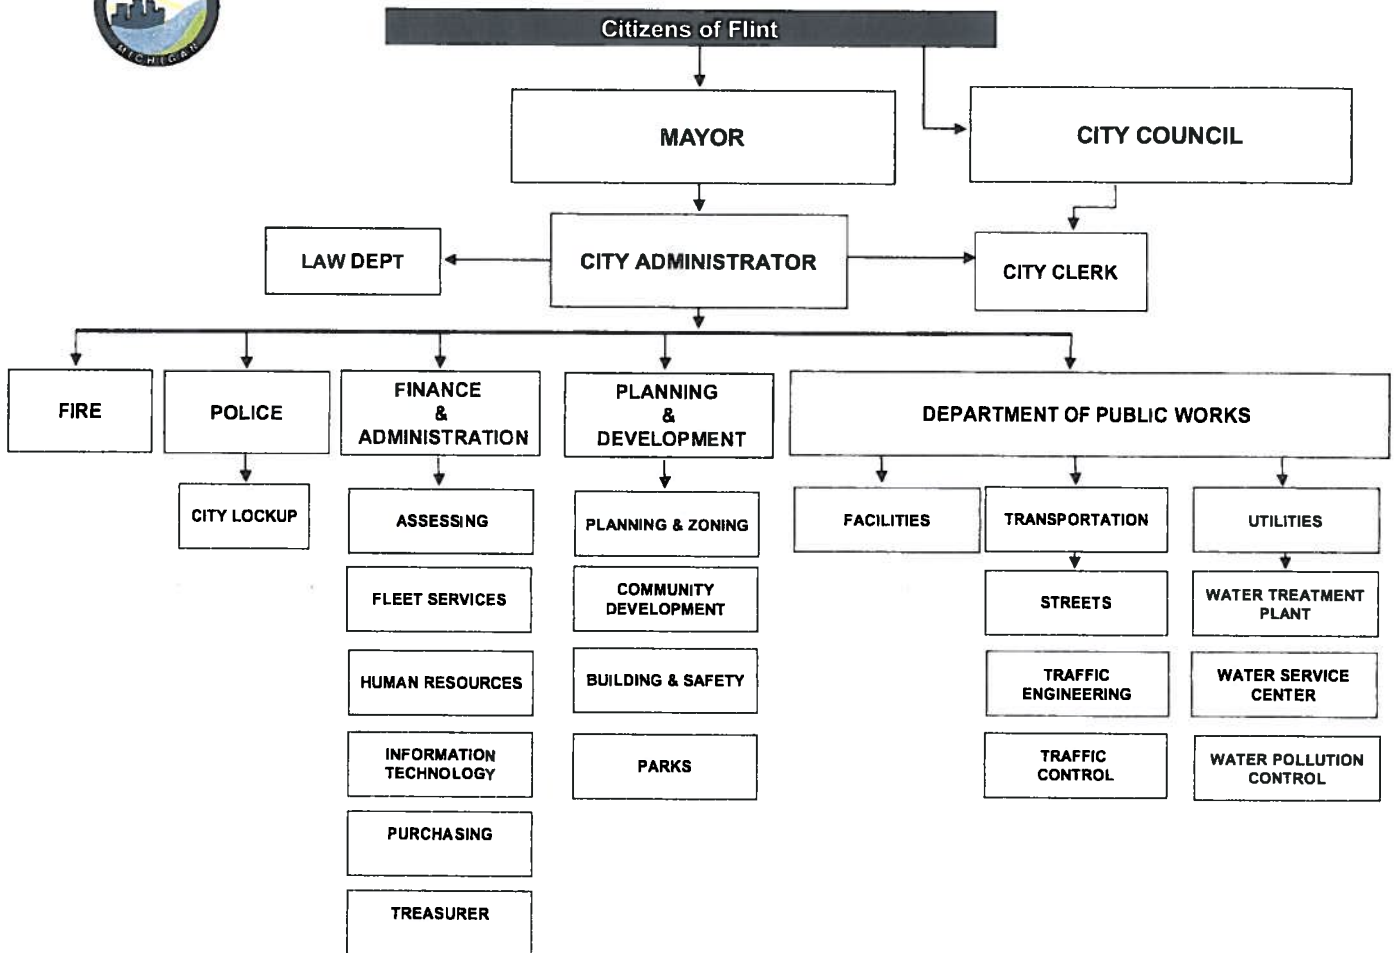 MICHIGAN
Citizens of Flint
MAYOR
CITY COUNCIL
LAW DEPT
CITY ADMINISTRATOR
CITY CLERK
FIRE
POLICE
FINANCE
&
ADMINISTRATION
PLANNING
&
DEVELOPMENT
DEPARTMENT OF PUBLIC WORKS
CITY LOCKUP
ASSESSING
FLEET SERVICES
HUMAN RESOURCES
INFORMATION
TECHNOLOGY
PURCHASING
TREASURER
PLANNING & ZONING
COMMUNITY
DEVELOPMENT
BUILDING & SAFETY
PARKS
FACILITIES
TRANSPORTATION
STREETS
TRAFFIC
ENGINEERING
TRAFFIC
CONTROL
UTILITIES
WATER TREATMENT
PLANT
WATER SERVICE
CENTER
WATER POLLUTION
CONTROL